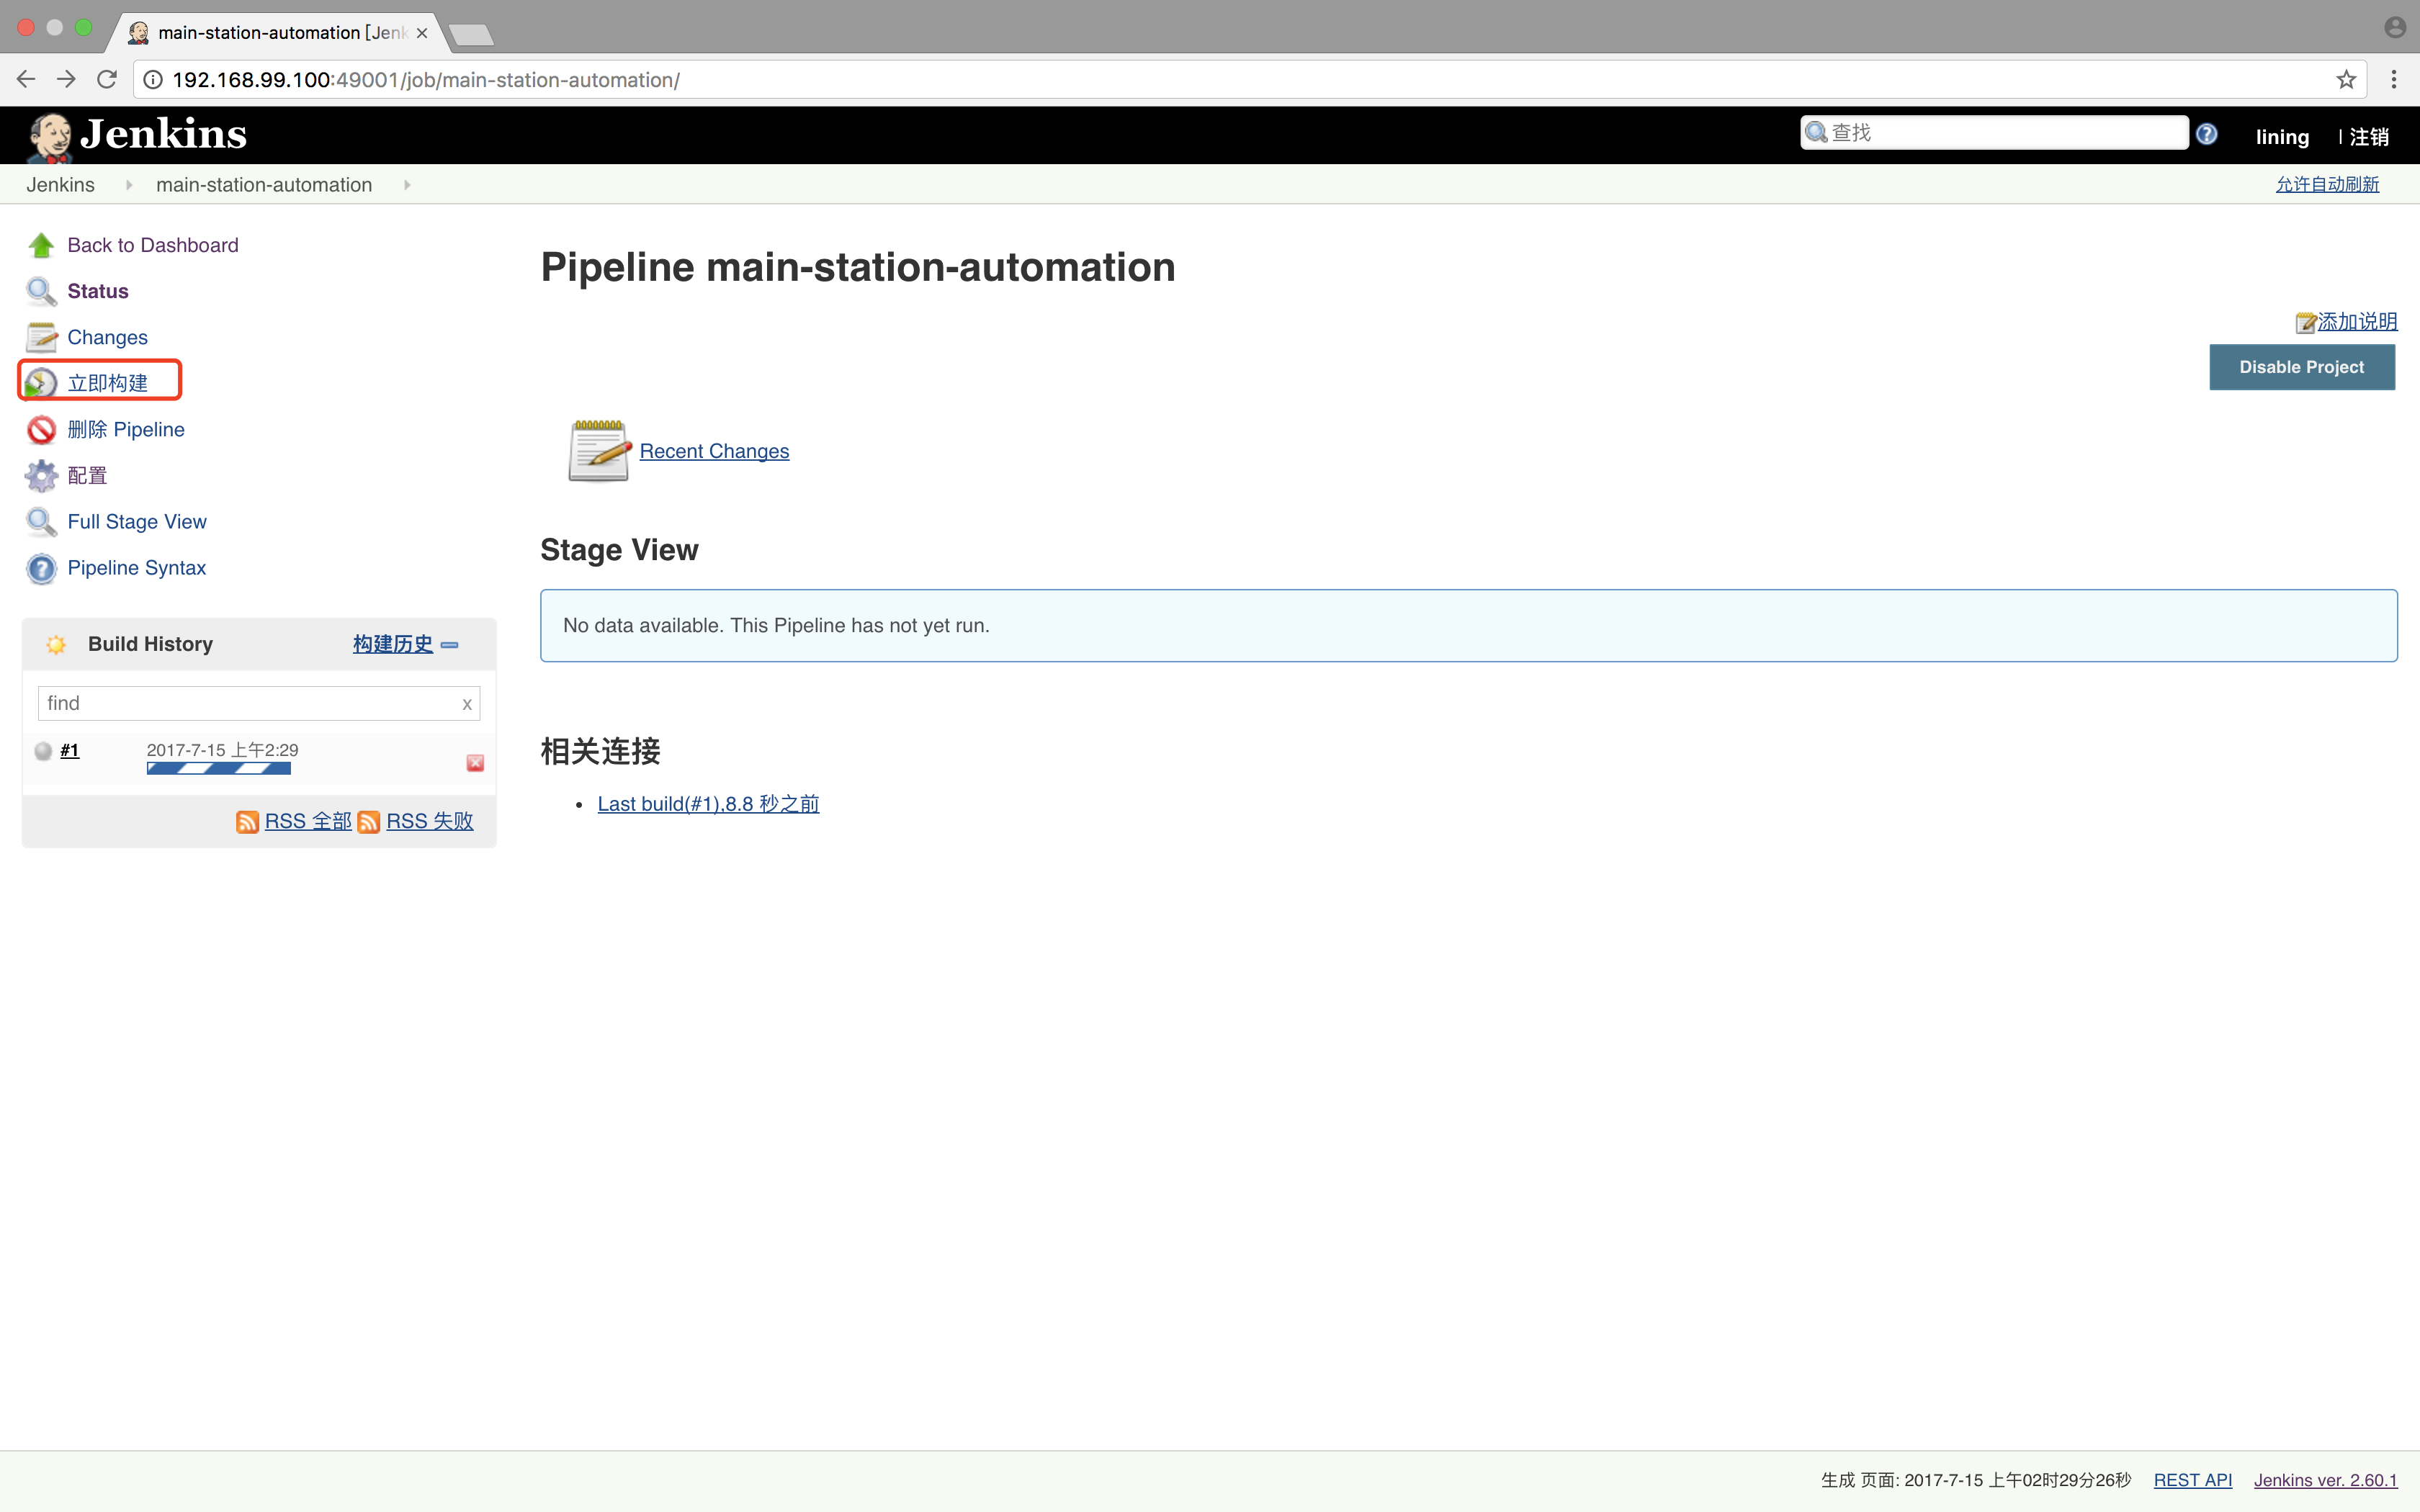 main-station-automation [Jenk
192.168.99.100:49001/job/main-station-automation/
Jenkins
查找
lining
| 注销
Jenkins
main-station-automation
允许自动刷新
Back to Dashboard
Status
Changes
立即构建
删除 Pipeline
配置
Full Stage View
Pipeline Syntax
Build History
构建历史
find
x
#1
2017-7-15 上午2:29
RSS 全部
RSS 失败
Pipeline main-station-automation
添加说明
Disable Project
Recent Changes
Stage View
No data available. This Pipeline has not yet run.
相关连接
• Last build(#1),8.8 秒之前
生成 页面: 2017-7-15 上午02时29分26秒
REST API
Jenkins ver. 2.60.1